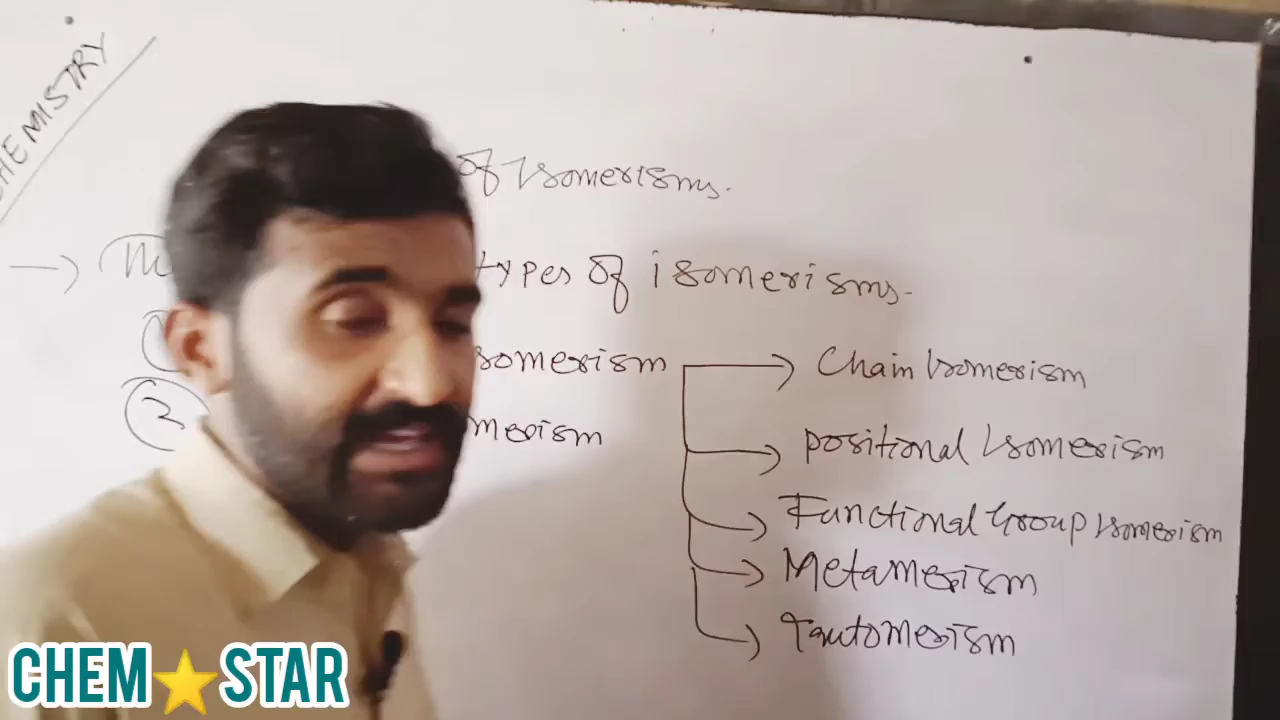 CHEMISTRY
of Isomerisms.
→ types of isomerisms.
somerism → Chain Isomerism
② merism → positional Isomerism
→ Functional Group Isomerism
→ Metamerism
→ Tautomerism
CHEM⭐STAR